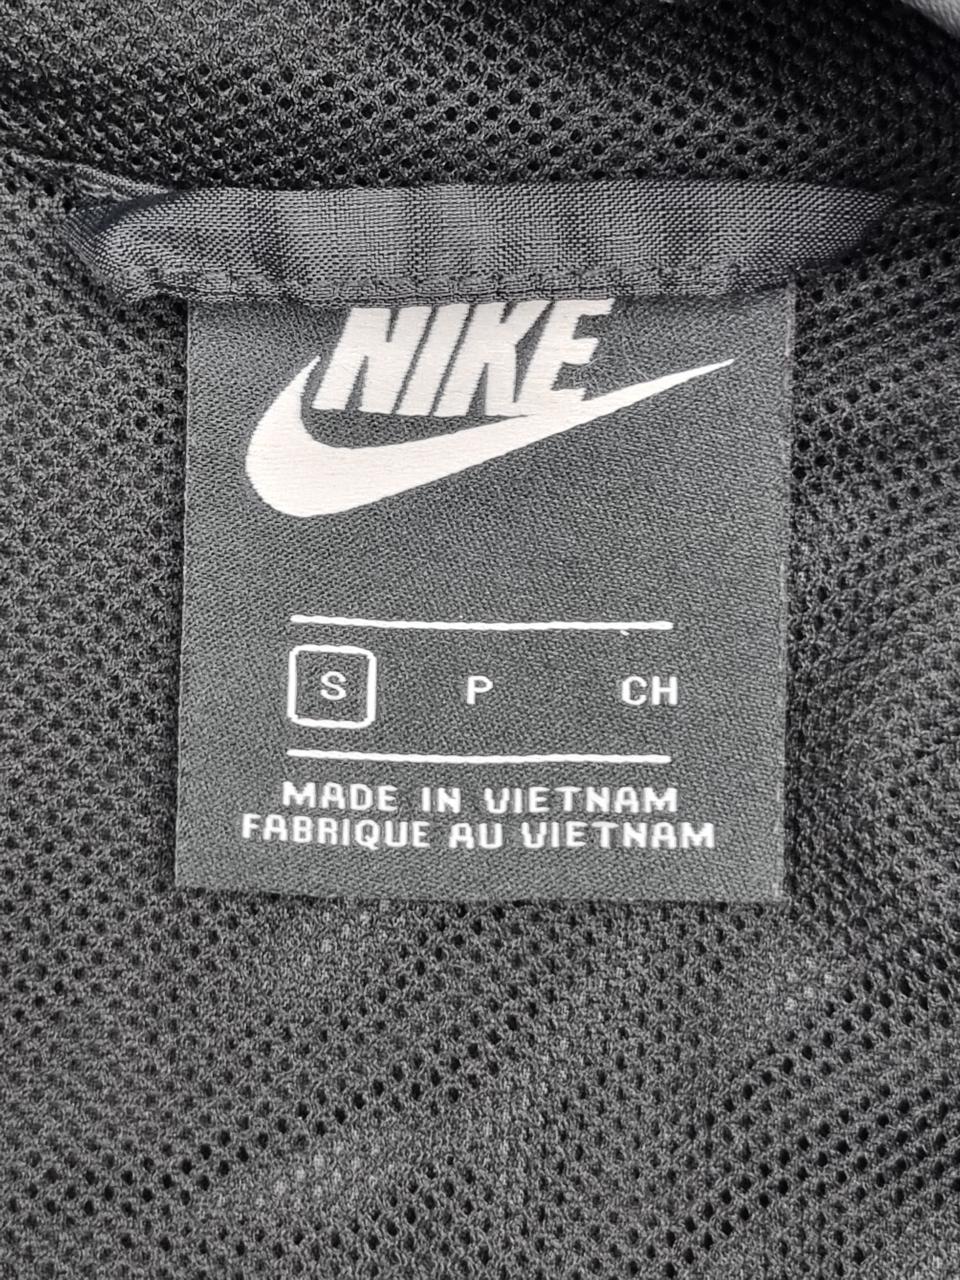 NIKE
S P CH
MADE IN VIETNAM
FABRIQUE AU VIETNAM